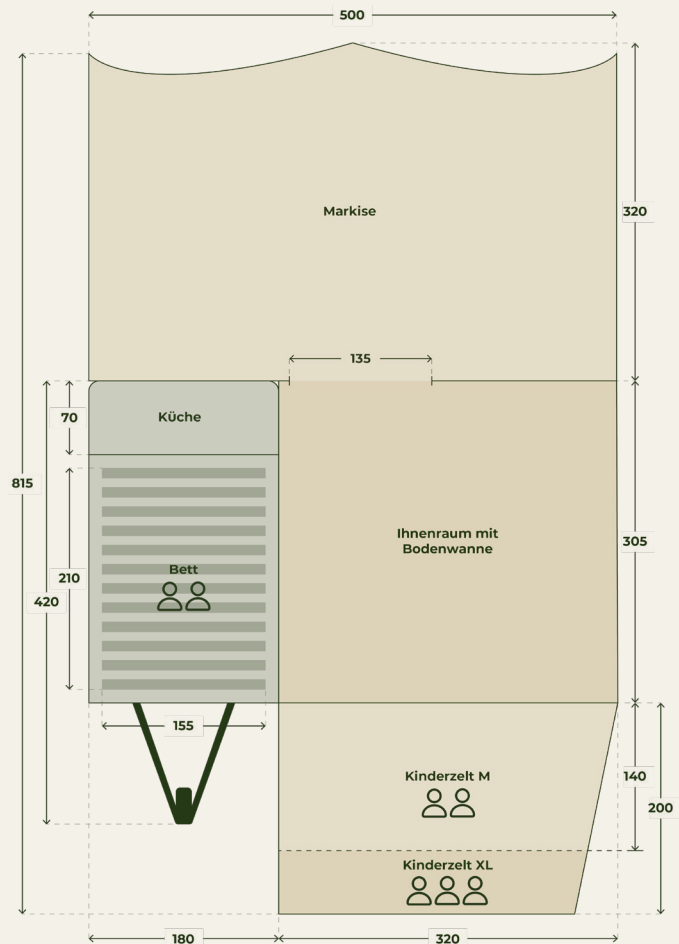 500
Markise
320
135
70
Küche
815
Ihnenraum mit
Bodenwanne
305
Bett
210
420
155
Kinderzelt M
140
200
Kinderzelt XL
180
320